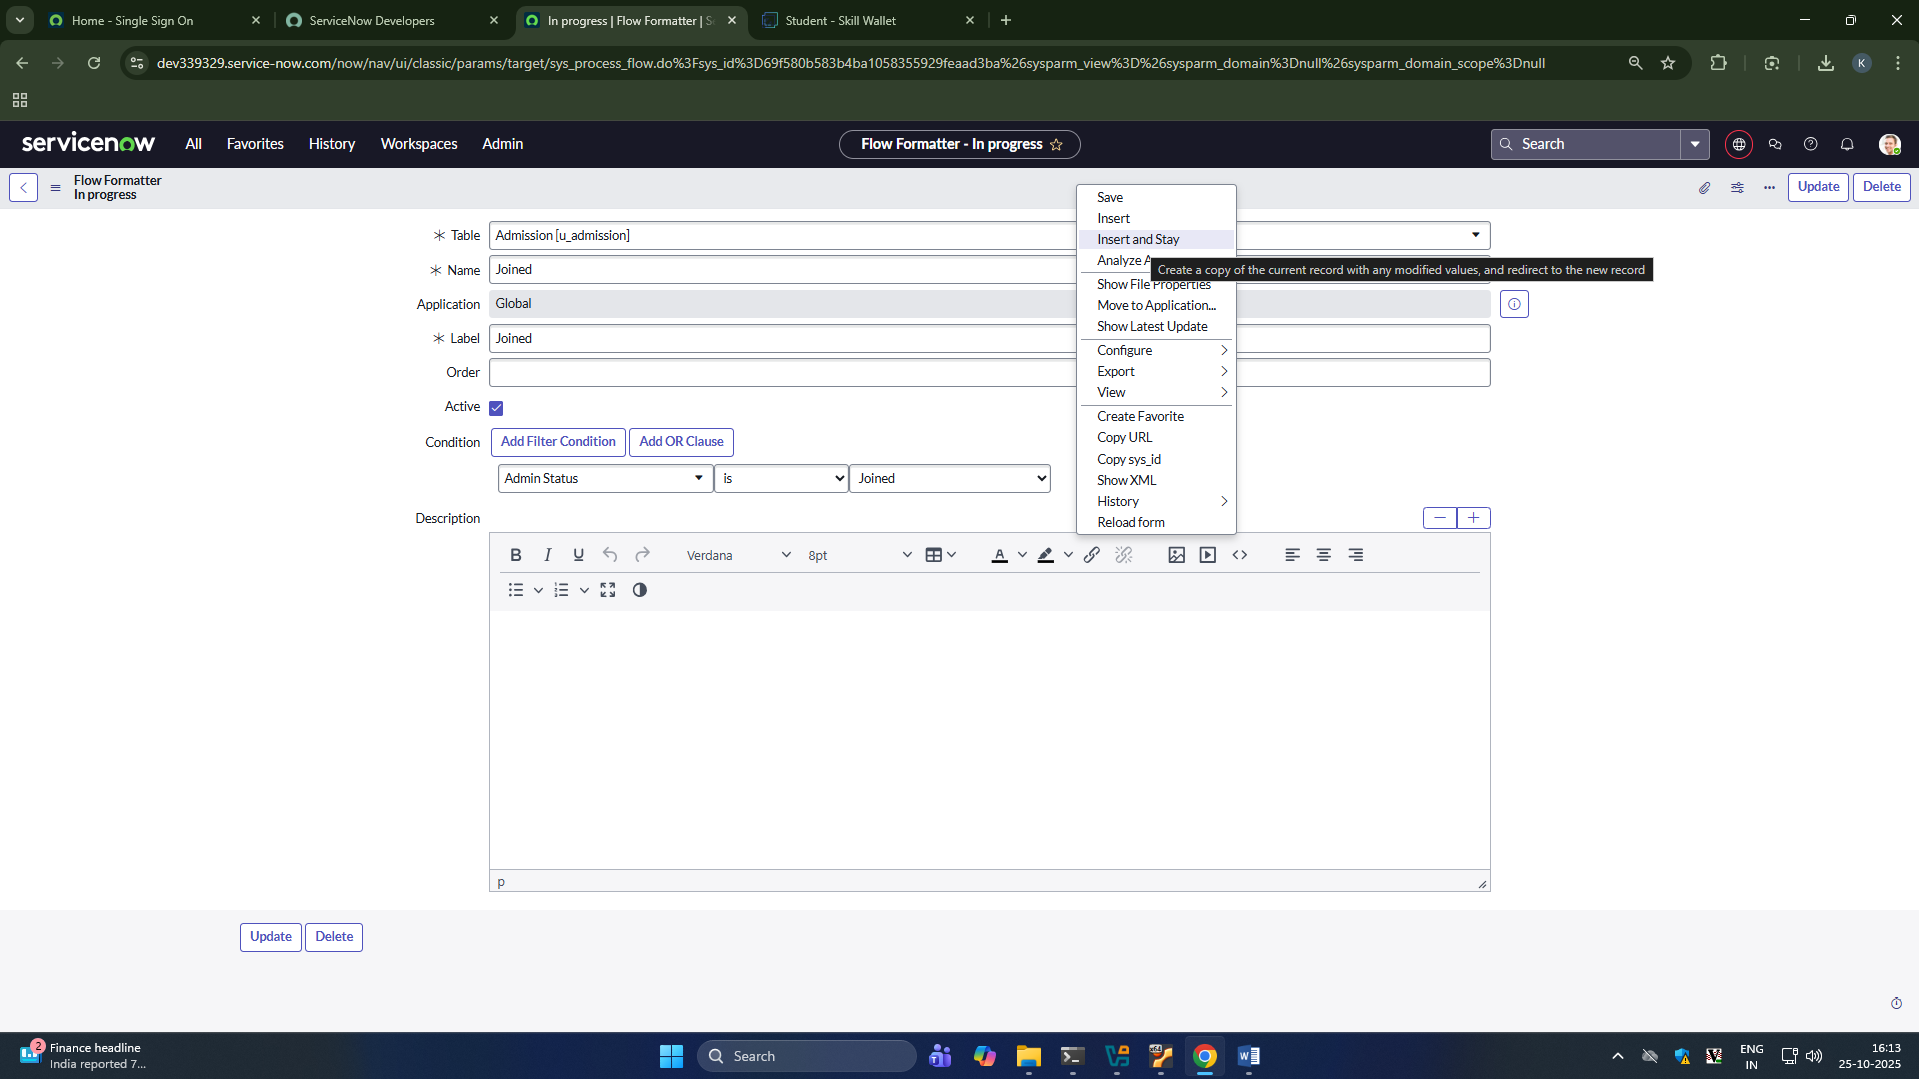 Home - Single Sign On
ServiceNow Developers
In progress | Flow Formatter | S
Student - Skill Wallet
dev339329.service-now.com/now/nav/ui/classic/params/target/sys_process_flow.do%3Fsys_id%3D69f580b583b4ba1058355929feaad3ba%26sysparm_view%3D%26sysparm_domain%3Dnull%26sysparm_domain_scope%3Dnull
K
servicenow
All
Favorites
History
Workspaces
Admin
Flow Formatter - In progress
Search
Flow Formatter
In progress
Update
Delete
Table
Admission [u_admission]
Name
Joined
Application
Global
Label
Joined
Order
Active
Condition
Add Filter Condition
Add OR Clause
Admin Status
is
Joined
Description
Save
Insert
Insert and Stay
Analyze A
Create a copy of the current record with any modified values, and redirect to the new record
Show File Properties
Move to Application...
Show Latest Update
Configure
Export
View
Create Favorite
Copy URL
Copy sys_id
Show XML
History
Reload form
B I U
Verdana
8pt
A
p
Update
Delete
2
Finance headline
India reported 7...
Search
ENG
IN
16:13
25-10-2025